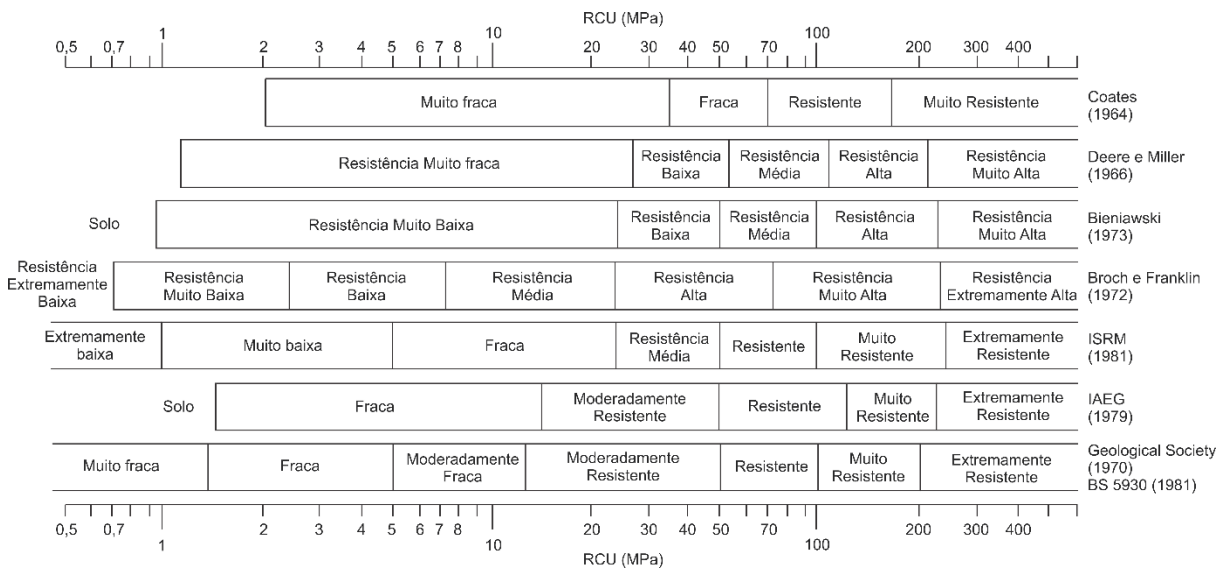 RCU (MPa)
0,5 0,7 1 2 3 4 5 6 7 8 10 20 30 40 50 70 100 200 300 400
Muito fraca Fraca Resistente Muito Resistente Coates
(1964)
Resistência Muito fraca Resistência Baixa Resistência Média Resistência Alta Resistência Muito Alta Deere e Miller
(1966)
Solo Resistência Muito Baixa Resistência Baixa Resistência Média Resistência Alta Resistência Muito Alta Bieniawski
(1973)
Resistência Extremamente Baixa Resistência Muito Baixa Resistência Baixa Resistência Média Resistência Alta Resistência Muito Alta Resistência Extremamente Alta Broch e Franklin
(1972)
Extremamente baixa Muito baixa Fraca Resistência Média Resistente Muito Resistente Extremamente Resistente ISRM
(1981)
Solo Fraca Moderadamente Resistente Resistente Muito Resistente Extremamente Resistente IAEG
(1979)
Muito fraca Fraca Moderadamente Fraca Moderadamente Resistente Resistente Muito Resistente Extremamente Resistente Geological Society
(1970)
BS 5930 (1981)
0,5 0,7 1 2 3 4 5 6 7 8 10 20 30 40 50 70 100 200 300 400
RCU (MPa)